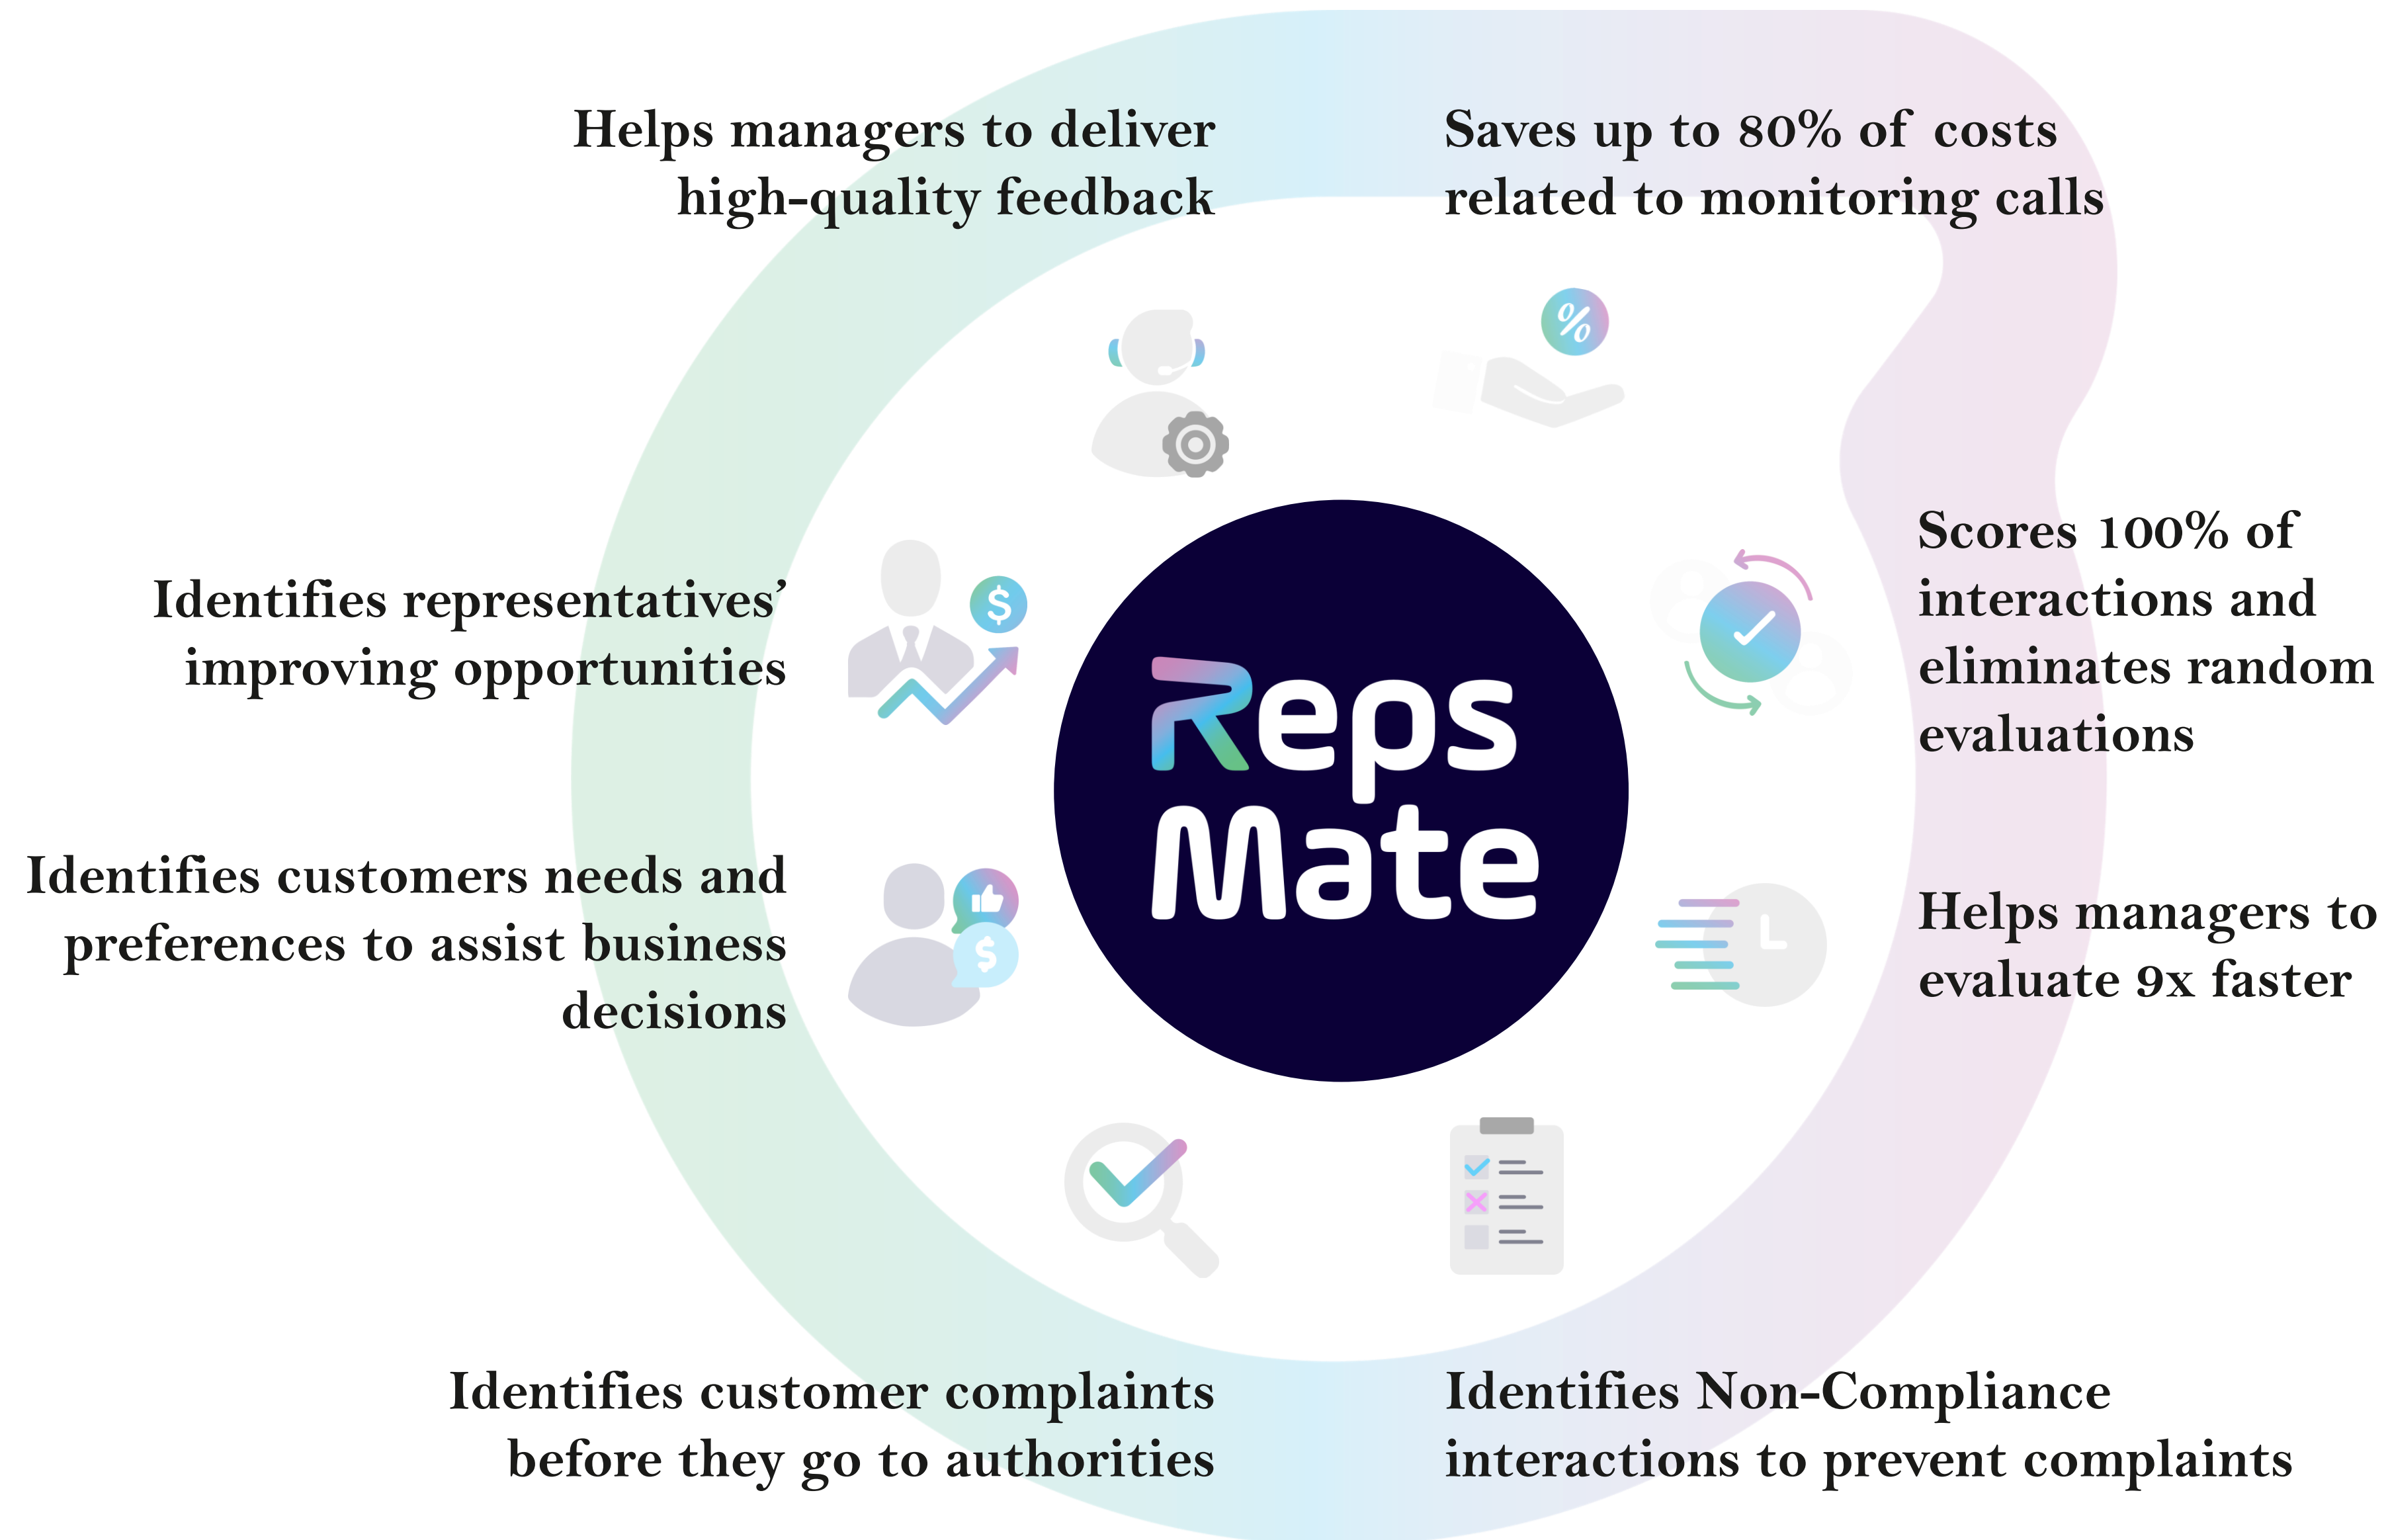 Helps managers to deliver
high-quality feedback
Saves up to 80% of costs
related to monitoring calls
Identifies representatives’
improving opportunities
Scores 100% of
interactions and
eliminates random
evaluations
Reps
Mate
Identifies customers needs and
preferences to assist business
decisions
Helps managers to
evaluate 9x faster
Identifies customer complaints
before they go to authorities
Identifies Non-Compliance
interactions to prevent complaints